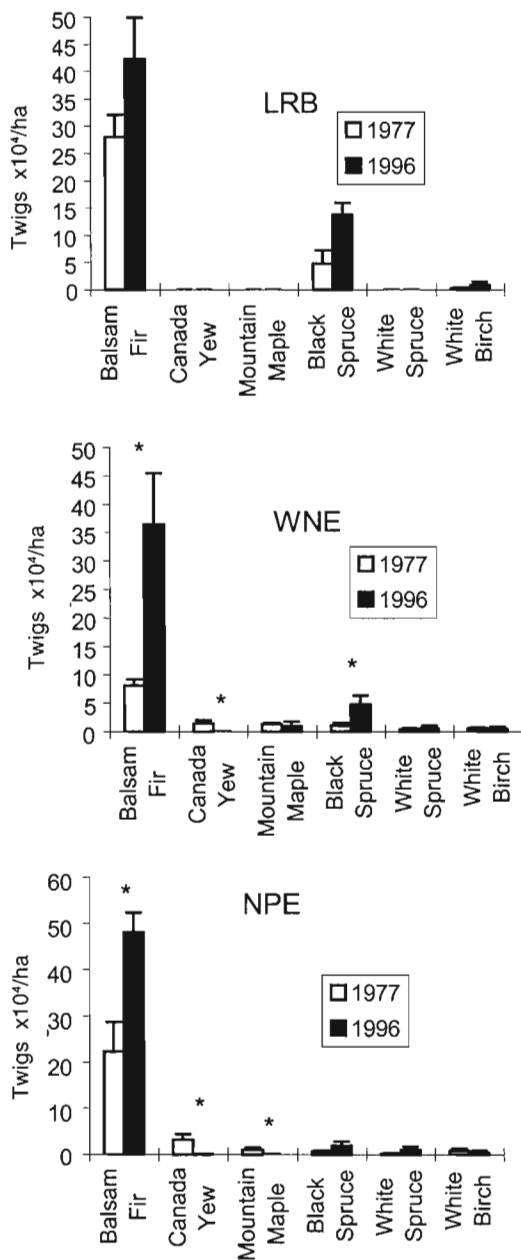 LRB
Twigs x10⁴/ha
50
45
40
35
30
25
20
15
10
5
0
1977
1996
Balsam
Fir
Canada
Yew
Mountain
Maple
Black
Spruce
White
Spruce
White
Birch
WNE
Twigs x10⁴/ha
50
45
40
35
30
25
20
15
10
5
0
*
*
*
1977
1996
Balsam
Fir
Canada
Yew
Mountain
Maple
Black
Spruce
White
Spruce
White
Birch
NPE
Twigs x10⁴/ha
60
50
40
30
20
10
0
*
*
*
1977
1996
Balsam
Fir
Canada
Yew
Mountain
Maple
Black
Spruce
White
Spruce
White
Birch